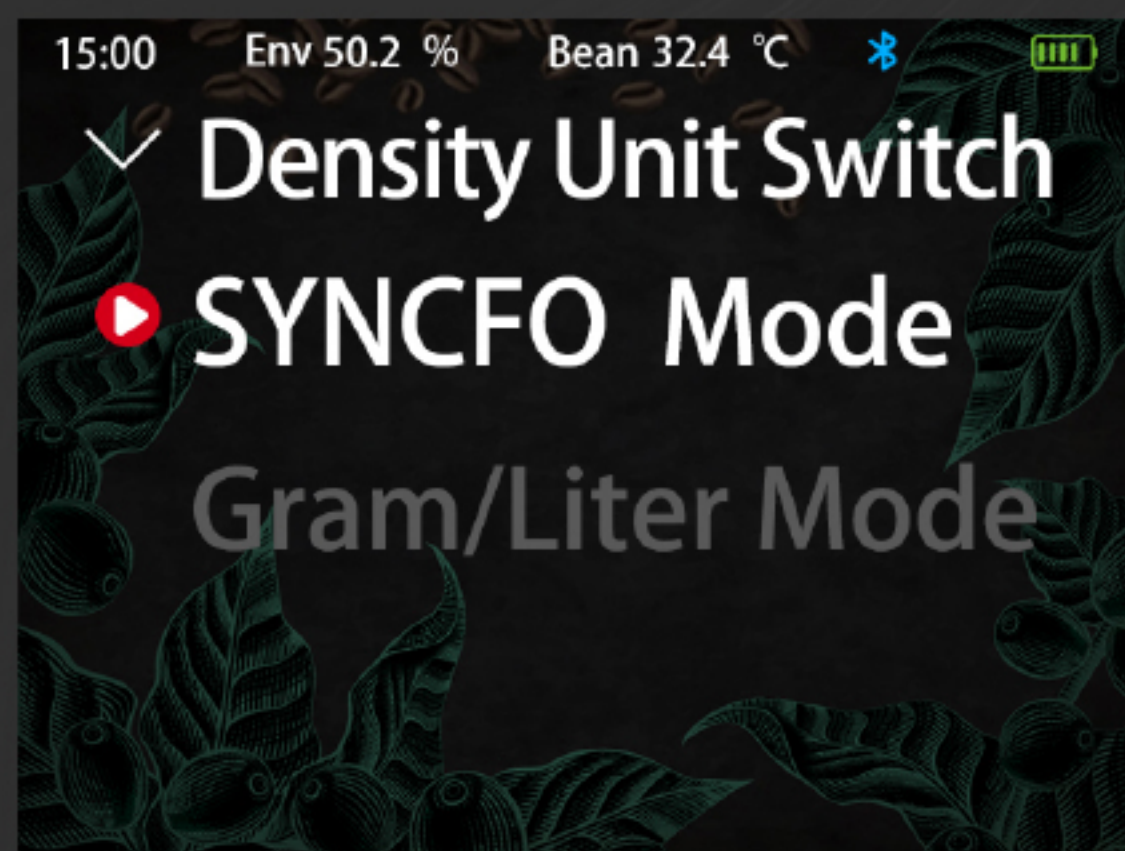 15:00 Env 50.2 % Bean 32.4 ℃
Density Unit Switch
SYNCFO Mode
Gram/Liter Mode